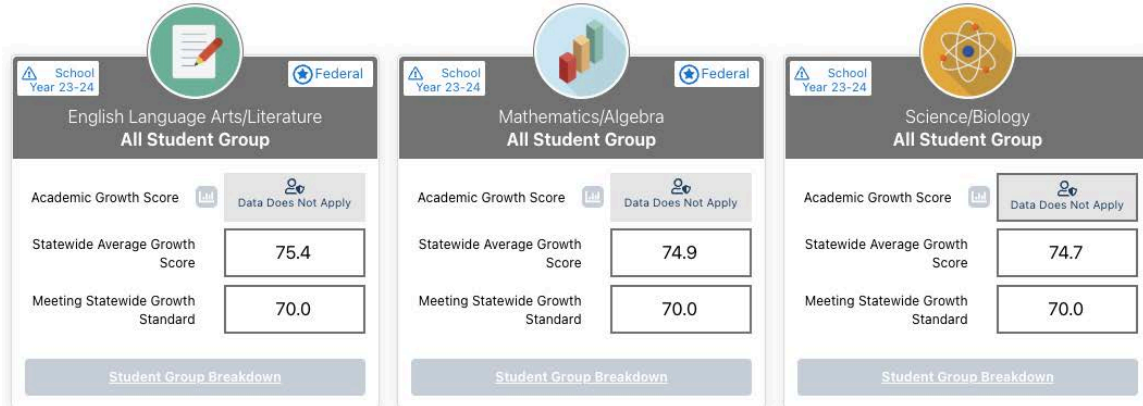 School
Year 23-24
Federal
English Language Arts/Literature
All Student Group
Academic Growth Score
Data Does Not Apply
Statewide Average Growth
Score
75.4
Meeting Statewide Growth
Standard
70.0
Student Group Breakdown
School
Year 23-24
Federal
Mathematics/Algebra
All Student Group
Academic Growth Score
Data Does Not Apply
Statewide Average Growth
Score
74.9
Meeting Statewide Growth
Standard
70.0
Student Group Breakdown
School
Year 23-24
Science/Biology
All Student Group
Academic Growth Score
Data Does Not Apply
Statewide Average Growth
Score
74.7
Meeting Statewide Growth
Standard
70.0
Student Group Breakdown